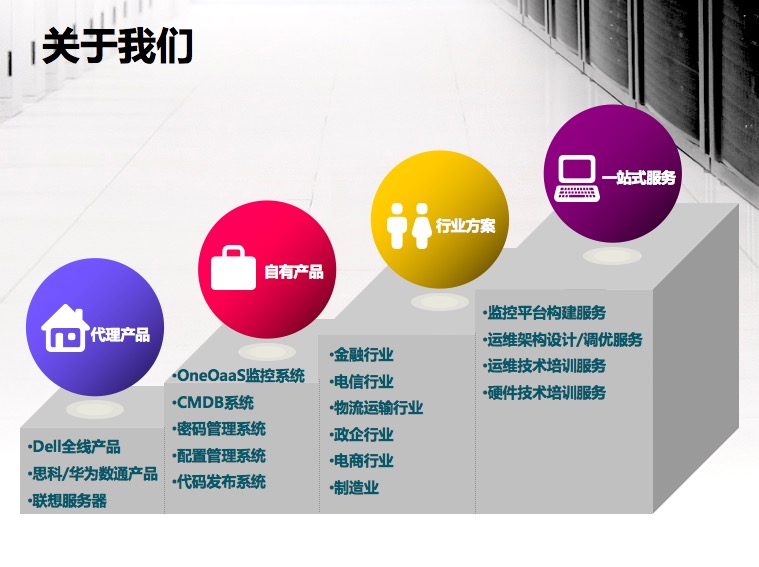 关于我们
代理产品
•Dell全线产品
•思科/华为数通产品
•联想服务器
自有产品
•OneOaaS监控系统
•CMDB系统
•密码管理系统
•配置管理系统
•代码发布系统
行业方案
•金融行业
•电信行业
•物流运输行业
•政企行业
•电商行业
•制造业
一站式服务
•监控平台构建服务
•运维架构设计/调优服务
•运维技术培训服务
•硬件技术培训服务